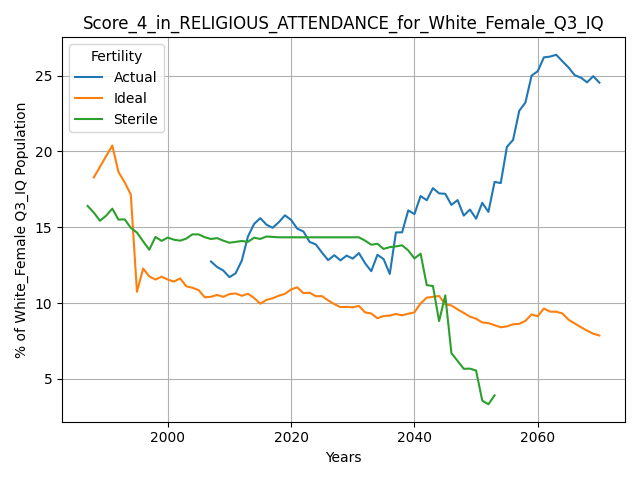 Score_4_in_RELIGIOUS_ATTENDANCE_for_White_Female_Q3_IQ
Fertility
Actual
Ideal
Sterile
% of White_Female Q3_IQ Population
25
20
15
10
5
2000
2020
2040
2060
Years